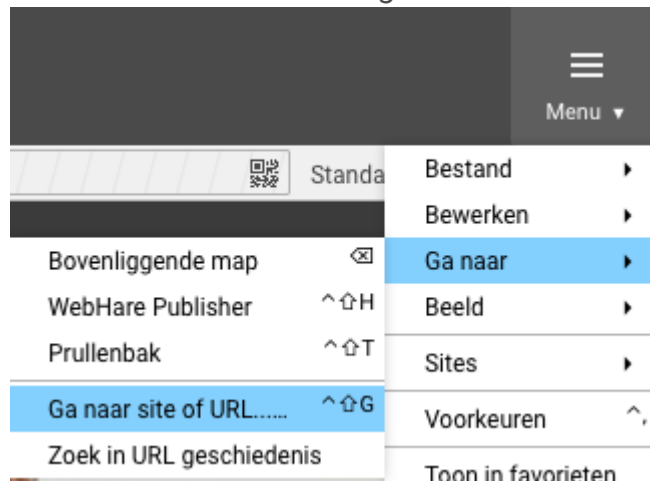 Menu ▾
Standa
Bestand
Bewerken
Ga naar
Beeld
Sites
Voorkeuren ^,
Toon in favorieten
Bovenliggende map ⌫
WebHare Publisher ^⇧H
Prullenbak ^⇧T
Ga naar site of URL...... ^⇧G
Zoek in URL geschiedenis